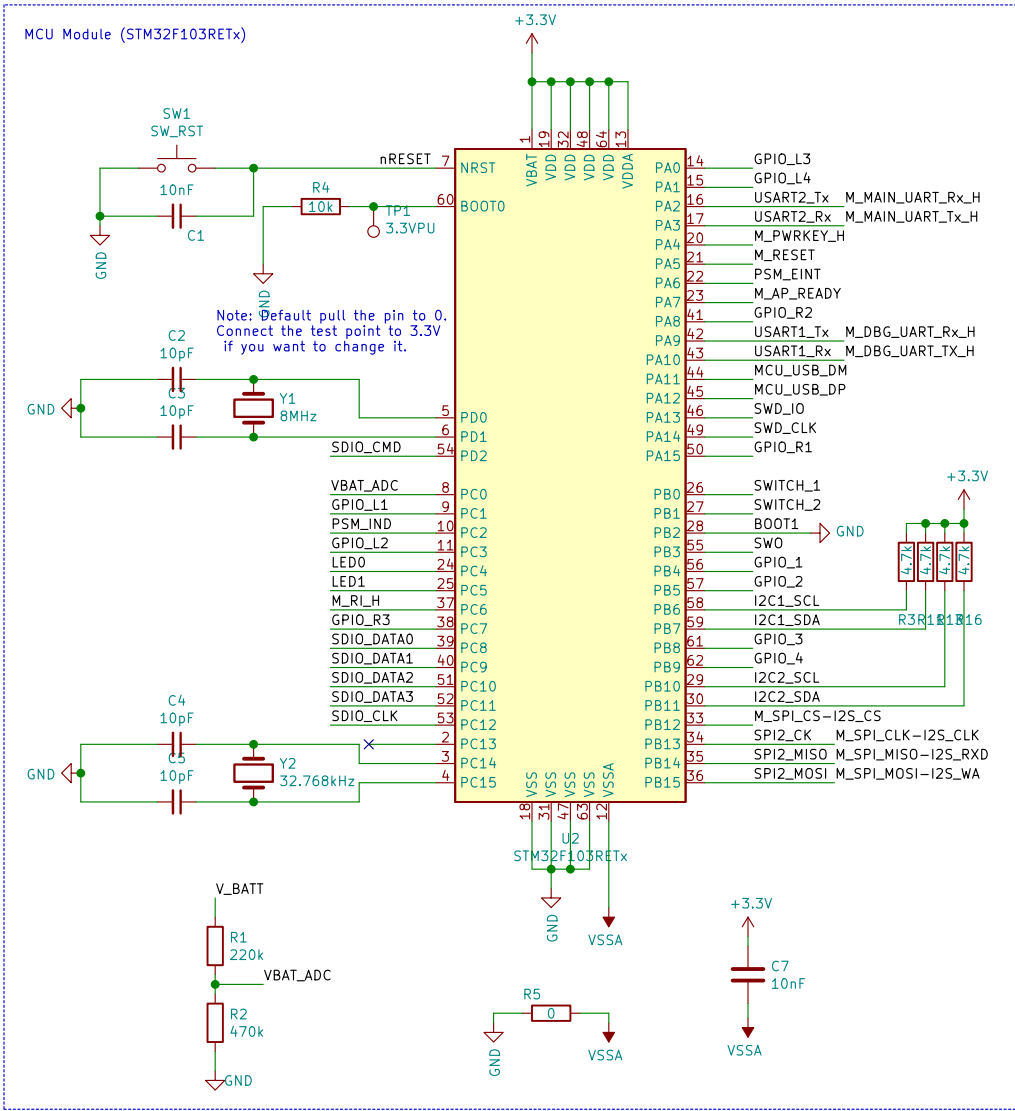 MCU Module (STM32F103RETx)
+3.3V
SW1
SW_RST
10nF
C1
GND
nRESET
R4
10k
TP1
3.3VPU
GND
Note: Default pull the pin to 0.
Connect the test point to 3.3V
if you want to change it.
C2
10pF
C3
10pF
GND
Y1
8MHz
1 VBAT
19 VDD
32 VDD
48 VDD
64 VDD
13 VDDA
7 NRST
60 BOOT0
5 PD0
6 PD1
SDIO_CMD 54 PD2
VBAT_ADC 8 PC0
GPIO_L1 9 PC1
PSM_IND 10 PC2
GPIO_L2 11 PC3
LED0 24 PC4
LED1 25 PC5
M_RI_H 37 PC6
GPIO_R3 38 PC7
SDIO_DATA0 39 PC8
SDIO_DATA1 40 PC9
SDIO_DATA2 51 PC10
SDIO_DATA3 52 PC11
SDIO_CLK 53 PC12
2 PC13
3 PC14
4 PC15
C4
10pF
C5
10pF
GND
Y2
32.768kHz
PA0 14 GPIO_L3
PA1 15 GPIO_L4
PA2 16 USART2_Tx M_MAIN_UART_Rx_H
PA3 17 USART2_Rx M_MAIN_UART_Tx_H
PA4 20 M_PWRKEY_H
PA5 21 M_RESET
PA6 22 PSM_EINT
PA7 23 M_AP_READY
PA8 41 GPIO_R2
PA9 42 USART1_Tx M_DBG_UART_Rx_H
PA10 43 USART1_Rx M_DBG_UART_TX_H
PA11 44 MCU_USB_DM
PA12 45 MCU_USB_DP
PA13 46 SWD_IO
PA14 49 SWD_CLK
PA15 50 GPIO_R1
PB0 26 SWITCH_1
PB1 27 SWITCH_2
PB2 28 BOOT1 GND
PB3 55 SWO
PB4 56 GPIO_1
PB5 57 GPIO_2
PB6 58 I2C1_SCL
PB7 59 I2C1_SDA
PB8 61 GPIO_3
PB9 62 GPIO_4
PB10 29 I2C2_SCL
PB11 30 I2C2_SDA
PB12 33 M_SPI_CS-I2S_CS
PB13 34 SPI2_CK M_SPI_CLK-I2S_CLK
PB14 35 SPI2_MISO M_SPI_MISO-I2S_RXD
PB15 36 SPI2_MOSI M_SPI_MOSI-I2S_WA
+3.3V
4.7k 4.7k 4.7k 4.7k
R3 R16
18 VSS
31 VSS
47 VSS
63 VSS
12 VSSA
U2
STM32F103RETx
GND
VSSA
V_BATT
R1
220k
VBAT_ADC
R2
470k
GND
R5
0
GND
VSSA
+3.3V
C7
10nF
VSSA